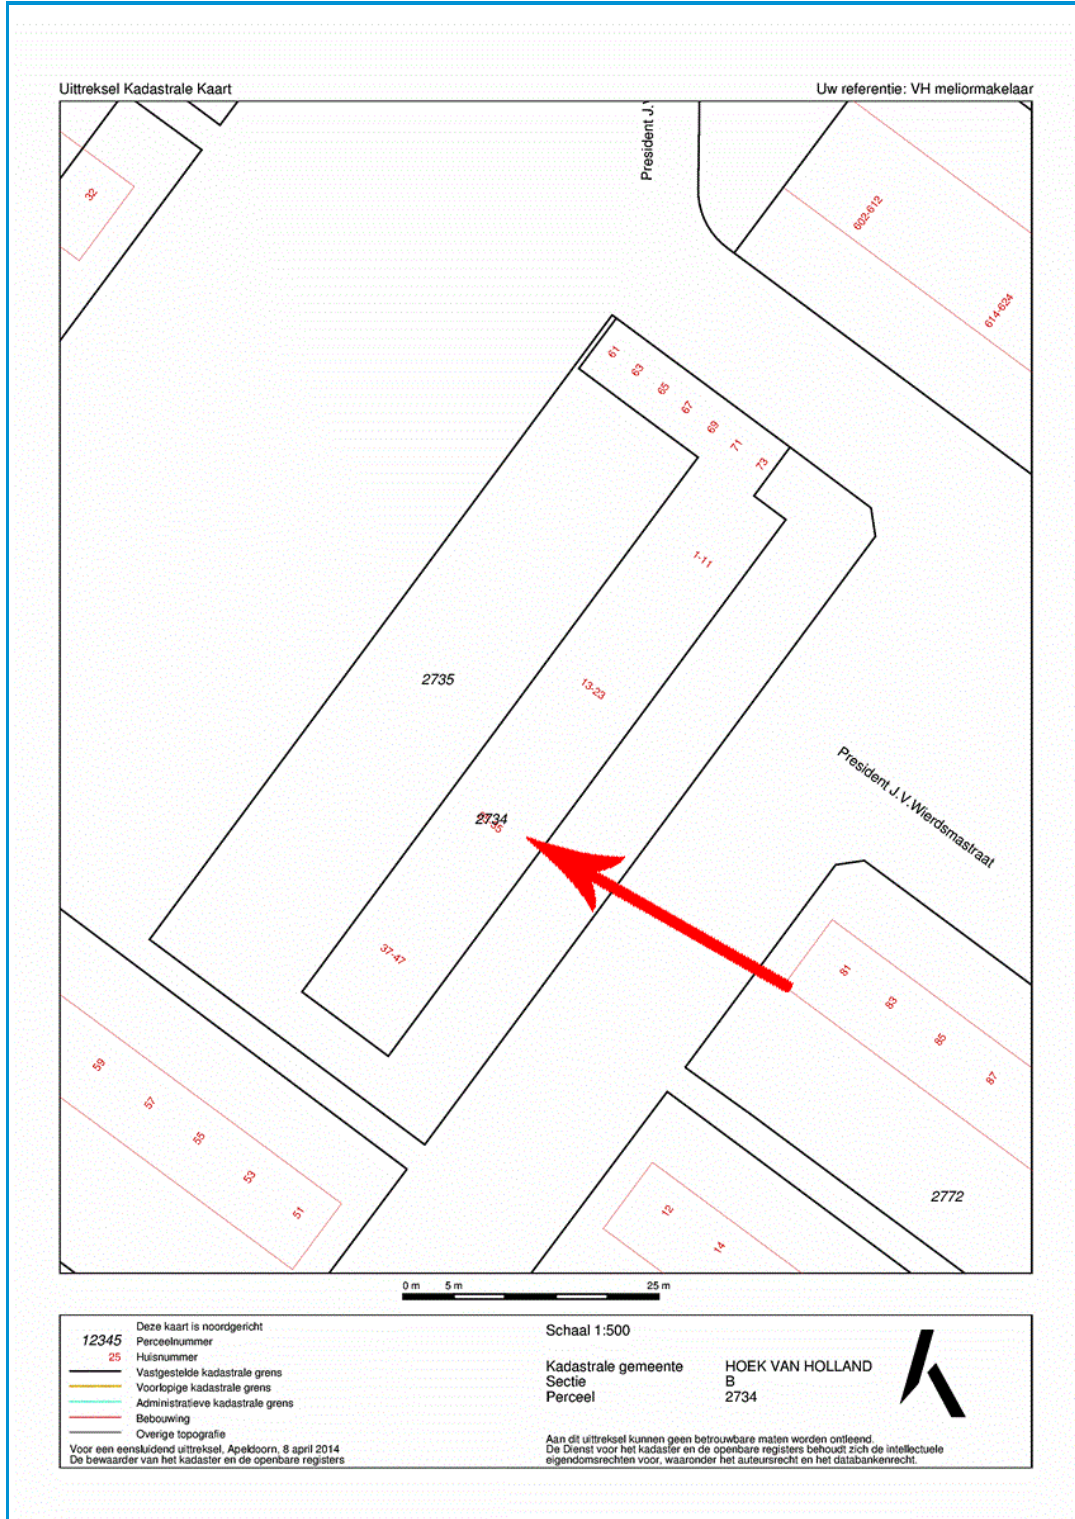 Uittreksel Kadastrale Kaart
Uw referentie: VH meliormakelaar
President J.
32
602-612
614-624
61
63
65
67
69
71
73
1-11
2735
13-23
President J.V.Wierdsmastraat
2734
37-47
81
83
85
87
59
57
55
53
51
12
14
2772
0 m 5 m 25 m
Deze kaart is noordgericht
12345 Perceelnummer
25 Huisnummer
Vastgestelde kadastrale grens
Voorlopige kadastrale grens
Administratieve kadastrale grens
Bebouwing
Overige topografie
Voor een eensluidend uittreksel, Apeldoorn, 8 april 2014
De bewaarder van het kadaster en de openbare registers
Schaal 1:500
Kadastrale gemeente HOEK VAN HOLLAND
Sectie B
Perceel 2734
Aan dit uittreksel kunnen geen betrouwbare maten worden ontleend.
De Dienst voor het kadaster en de openbare registers behoudt zich de intellectuele
eigendomsrechten voor, waaronder het auteursrecht en het databankenrecht.